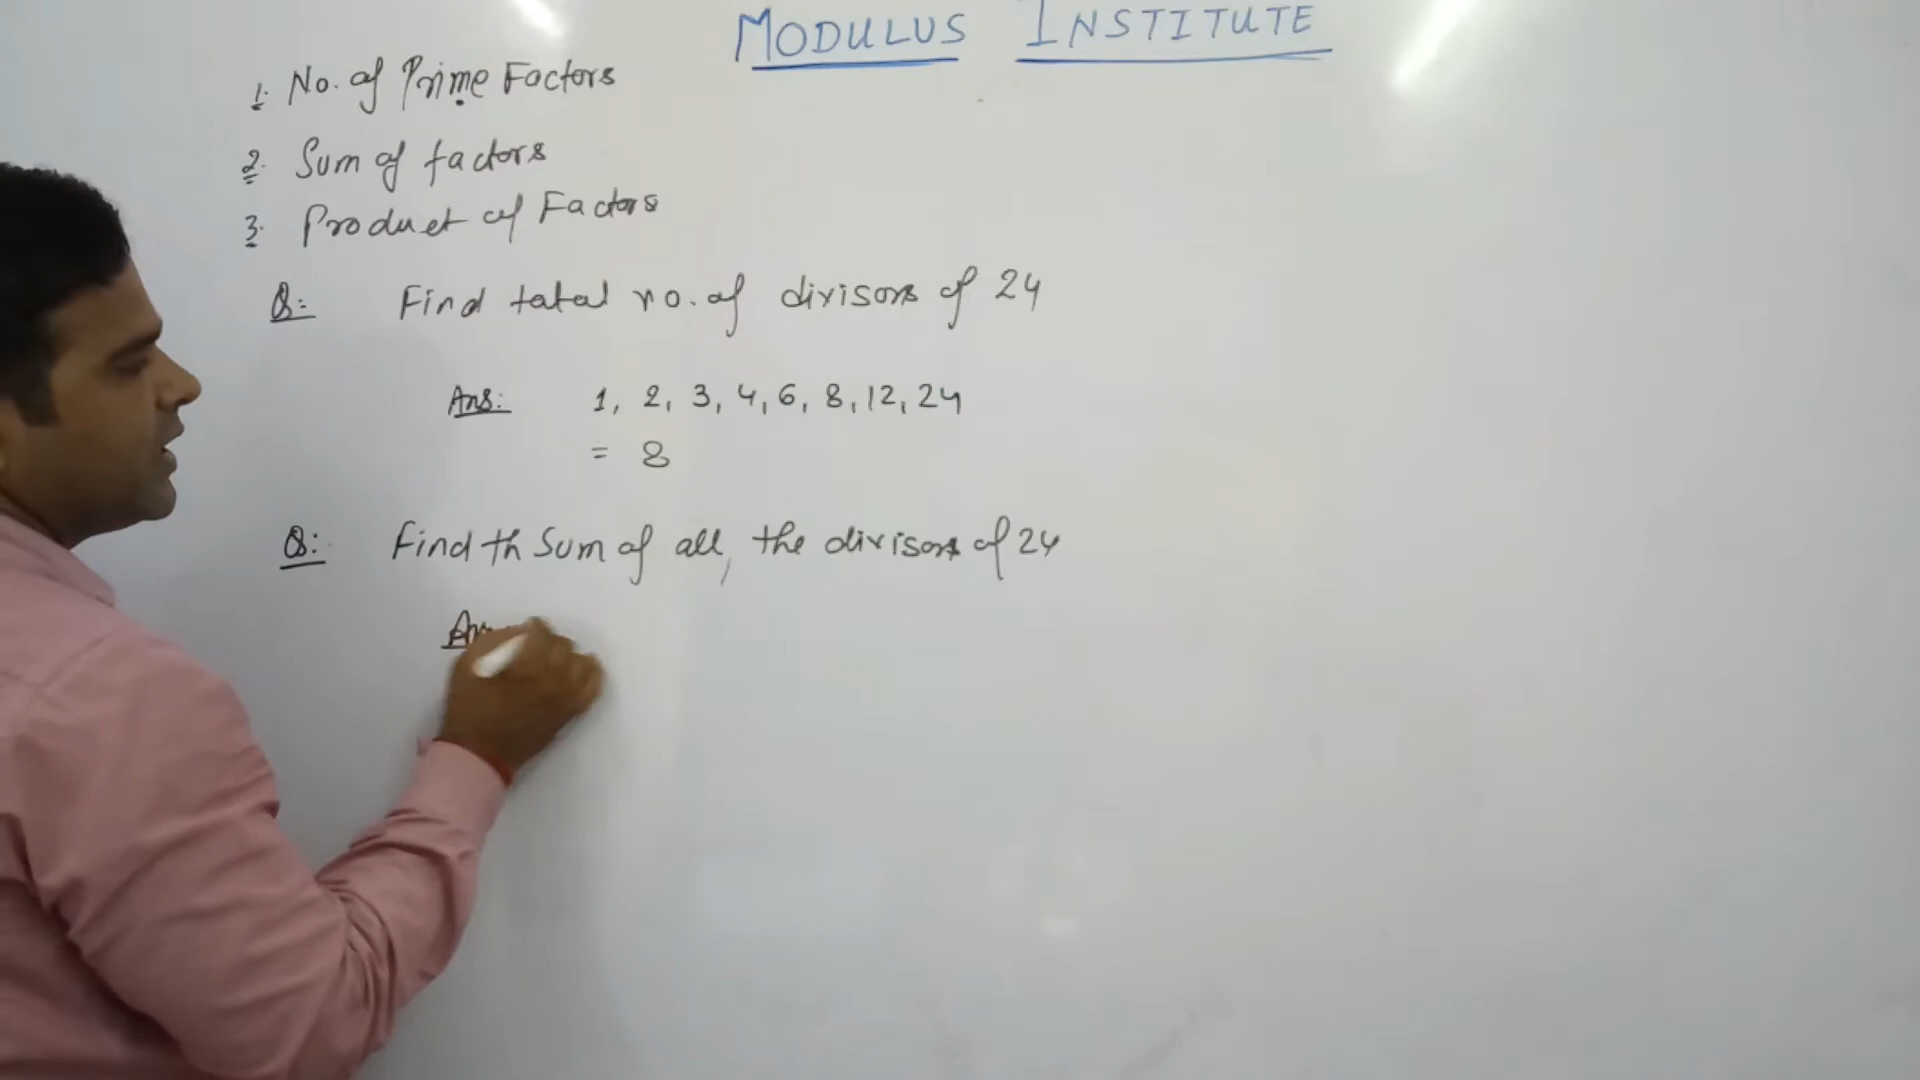 MODULUS INSTITUTE
1. No. of Prime Factors
2. Sum of factors
3. Product of Factors
Q:- Find total no. of divisors of 24
Ans: 1, 2, 3, 4, 6, 8, 12, 24
= 8
Q:- Find th Sum of all, the divisors of 24
An